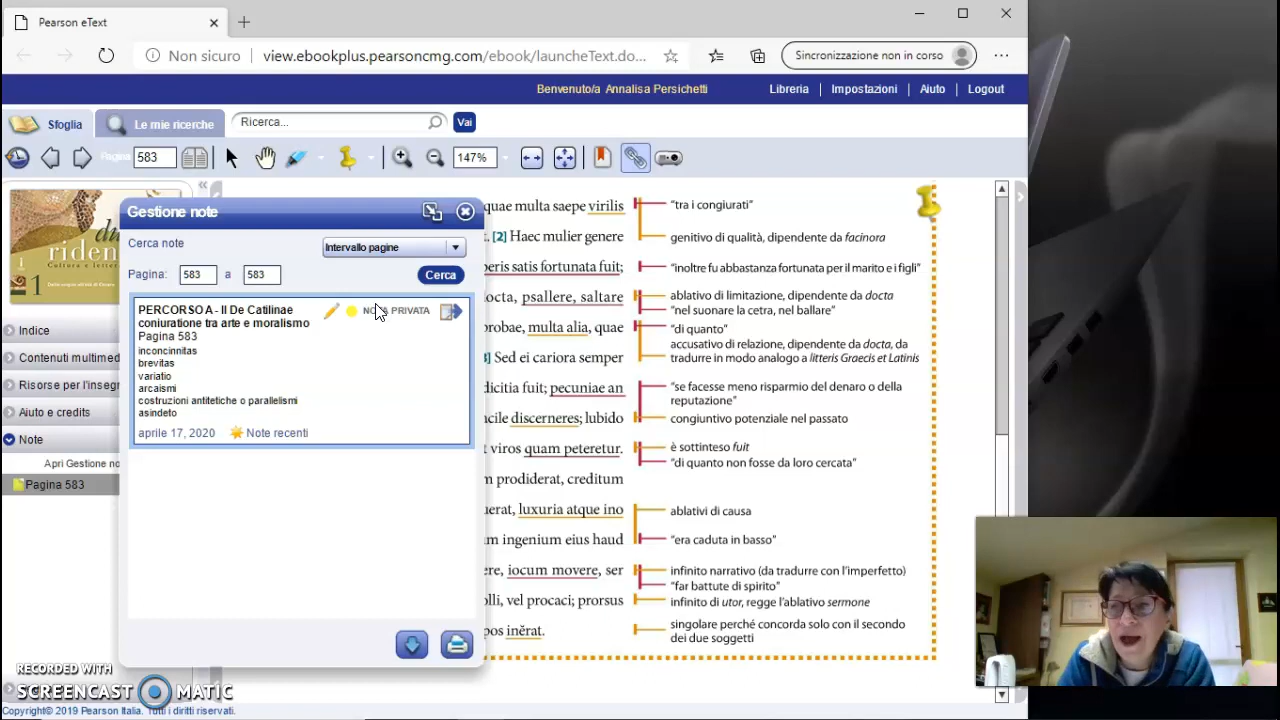 Pearson eText
Non sicuro
view.ebookplus.pearsoncmg.com/ebook/launcheText.do...
Sincronizzazione non in corso
Benvenuto/a Annalisa Persichetti
Libreria
Impostazioni
Aiuto
Logout
Sfoglia
Le mie ricerche
Ricerca...
Vai
Pagina
583
147%
Gestione note
Cerca note
Intervallo pagine
Pagina:
583
a
583
Cerca
PERCORSO A - Il De Catilinae
coniuratione tra arte e moralismo
PRIVATA
Pagina 583
inconcinnitas
brevitas
variatio
arcaismi
costruzioni antitetiche o parallelismi
asindeto
aprile 17, 2020
Note recenti
riden
1
Indice
Contenuti multimed
Risorse per l'insegr
Aiuto e credits
Note
Apri Gestione no
Pagina 583
quae multa saepe virilis
t. [2] Haec mulier genere
peris satis fortunata fuit;
docta, psallere, saltare
probae, multa alia, quae
] Sed ei cariora semper
dicitia fuit; pecuniae an
ncile discerneres; lubido
t viros quam peteretur.
m prodiderat, creditum
uerat, luxuria atque ino
m ingenium eius haud
ere, iocum movere, ser
olli, vel procaci; prorsus
pos inĕrat.
"tra i congiurati"
genitivo di qualità, dipendente da facinora
"inoltre fu abbastanza fortunata per il marito e i figli"
ablativo di limitazione, dipendente da docta
"nel suonare la cetra, nel ballare"
"di quanto"
accusativo di relazione, dipendente da docta, da
tradurre in modo analogo a litteris Graecis et Latinis
"se facesse meno risparmio del denaro o della
reputazione"
congiuntivo potenziale nel passato
è sottinteso fuit
"di quanto non fosse da loro cercata"
ablativi di causa
"era caduta in basso"
infinito narrativo (da tradurre con l'imperfetto)
"far battute di spirito"
infinito di utor, regge l'ablativo sermone
singolare perché concorda solo con il secondo
dei due soggetti
RECORDED WITH
SCREENCAST MATIC
Copyright© 2019 Pearson Italia. Tutti i diritti riservati.